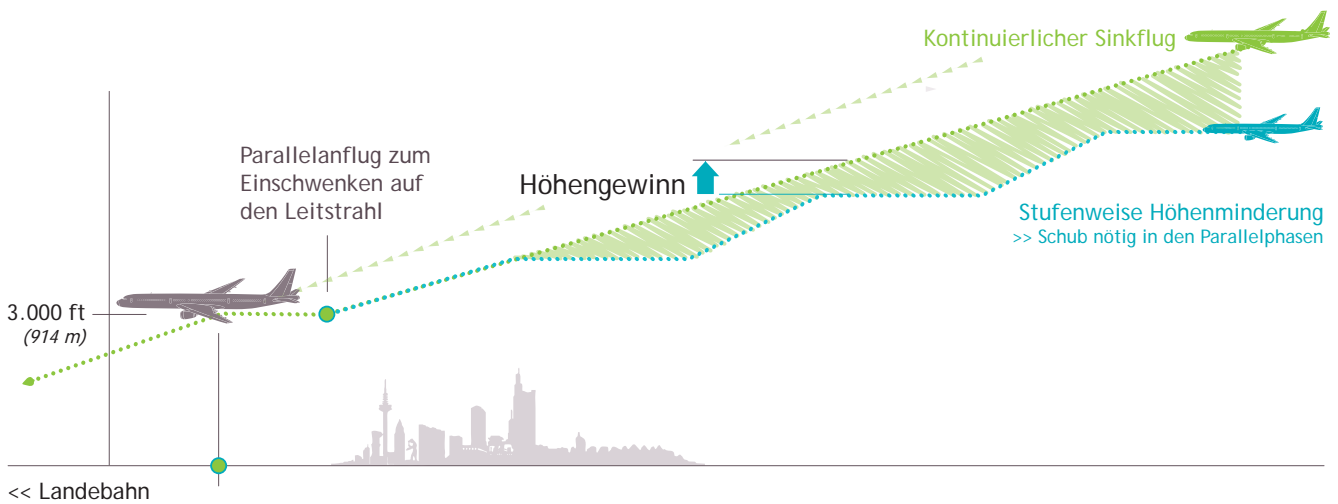 Kontinuierlicher Sinkflug
Parallelanflug zum
Einschwenken auf
den Leitstrahl
Höhengewinn
Stufenweise Höhenminderung
>> Schub nötig in den Parallelphasen
3.000 ft
(914 m)
<< Landebahn